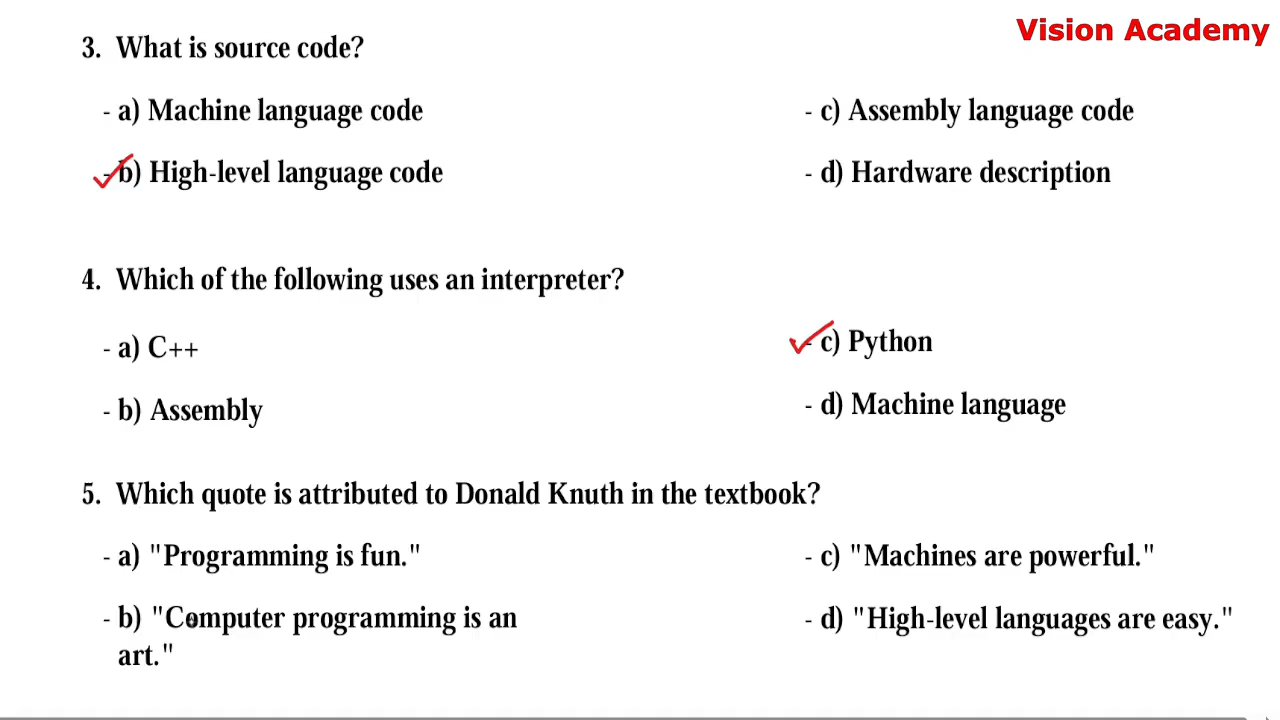 Vision Academy
3. What is source code?
- a) Machine language code
- c) Assembly language code
- b) High-level language code
- d) Hardware description
4. Which of the following uses an interpreter?
- a) C++
- c) Python
- b) Assembly
- d) Machine language
5. Which quote is attributed to Donald Knuth in the textbook?
- a) "Programming is fun."
- c) "Machines are powerful."
- b) "Computer programming is an
art."
- d) "High-level languages are easy."